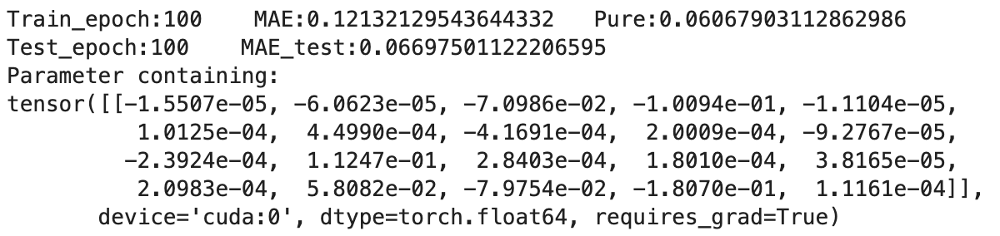 Train_epoch:100    MAE:0.12132129543644332   Pure:0.06067903112862986
Test_epoch:100    MAE_test:0.06697501122206595
Parameter containing:
tensor([[-1.5507e-05, -6.0623e-05, -7.0986e-02, -1.0094e-01, -1.1104e-05,
          1.0125e-04,  4.4990e-04, -4.1691e-04,  2.0009e-04, -9.2767e-05,
         -2.3924e-04,  1.1247e-01,  2.8403e-04,  1.8010e-04,  3.8165e-05,
          2.0983e-04,  5.8082e-02, -7.9754e-02, -1.8070e-01,  1.1161e-04]],
       device='cuda:0', dtype=torch.float64, requires_grad=True)